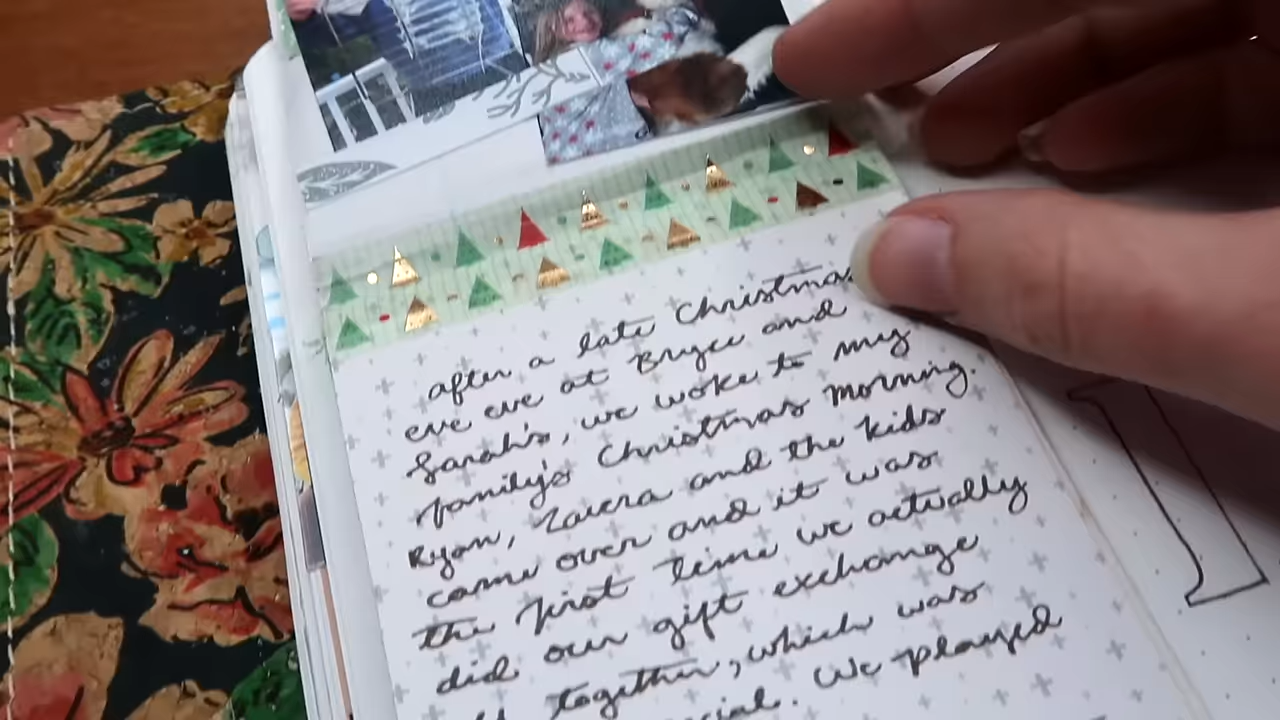 after a late Christmas
eve eve at Bryce and
Sarah's, we woke to my
family's Christmas morning.
Ryan, Laura and the kids
came over and it was
the first time we actually
did our gift exchange
together, which was
We played